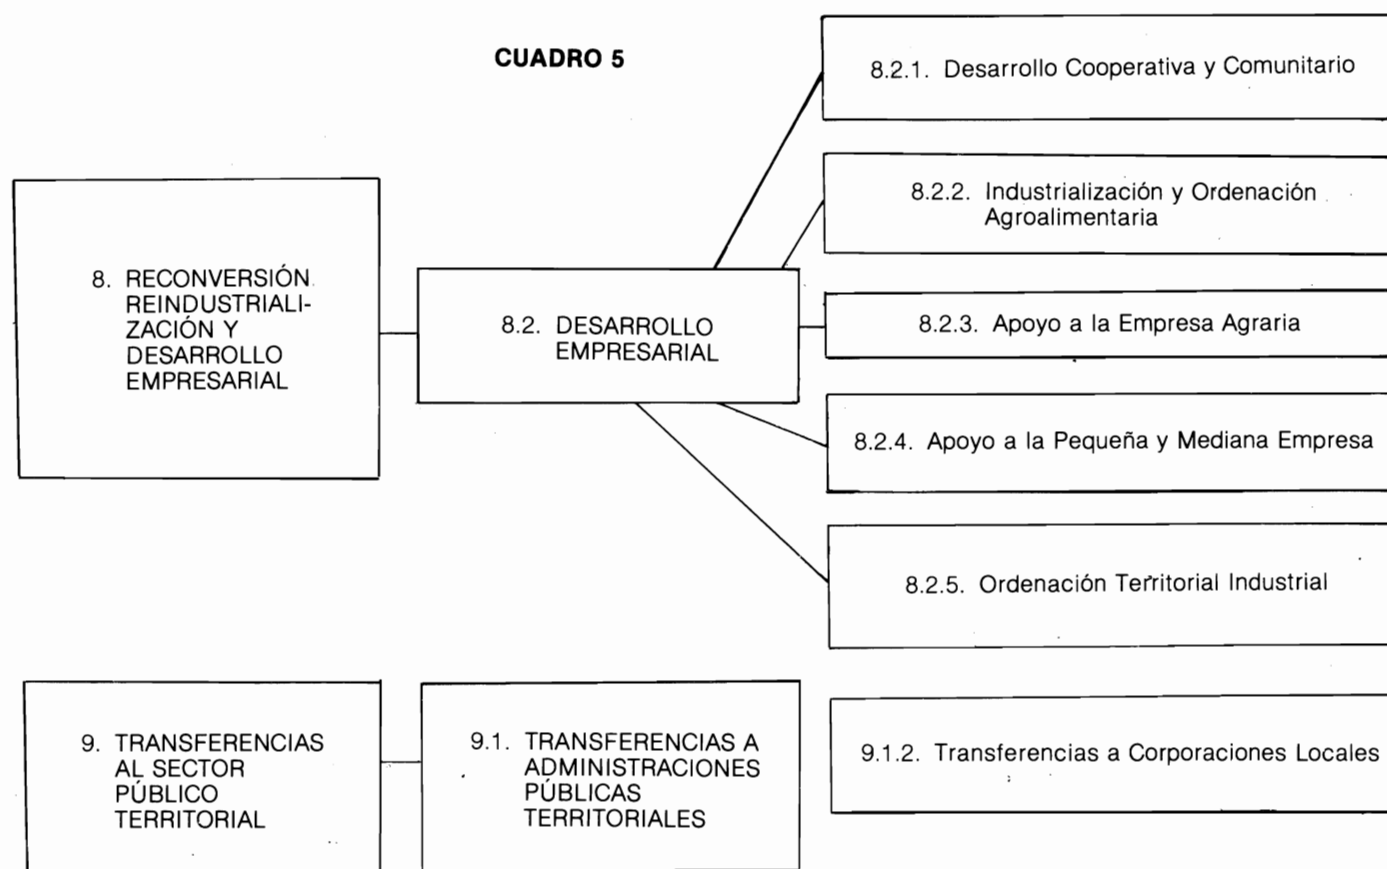 CUADRO 5
8. RECONVERSIÓN
REINDUSTRIALI-
ZACIÓN Y
DESARROLLO
EMPRESARIAL
8.2. DESARROLLO
EMPRESARIAL
8.2.1. Desarrollo Cooperativa y Comunitario
8.2.2. Industrialización y Ordenación
Agroalimentaria
8.2.3. Apoyo a la Empresa Agraria
8.2.4. Apoyo a la Pequeña y Mediana Empresa
8.2.5. Ordenación Territorial Industrial
9. TRANSFERENCIAS
AL SECTOR
PÚBLICO
TERRITORIAL
9.1. TRANSFERENCIAS A
ADMINISTRACIONES
PÚBLICAS
TERRITORIALES
9.1.2. Transferencias a Corporaciones Locales